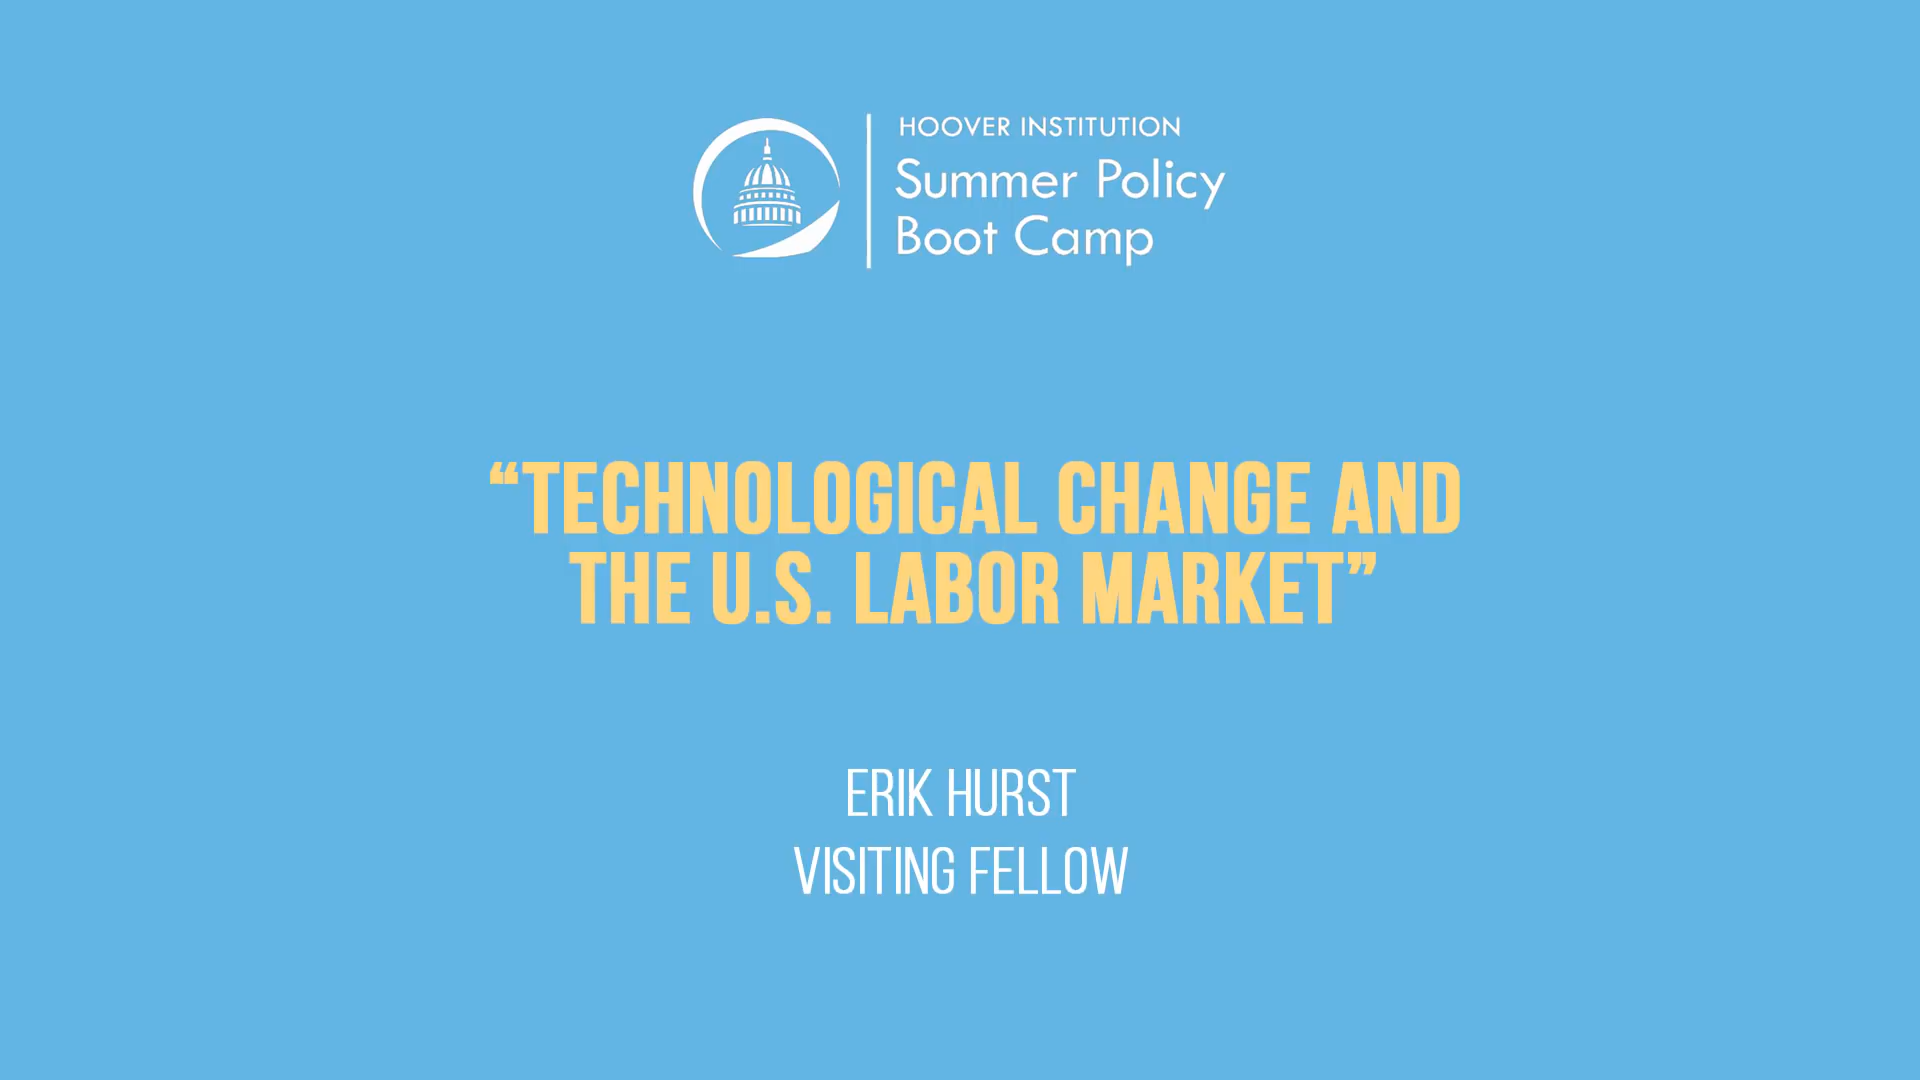 HOOVER INSTITUTION
Summer Policy
Boot Camp
“TECHNOLOGICAL CHANGE AND
THE U.S. LABOR MARKET”
ERIK HURST
VISITING FELLOW